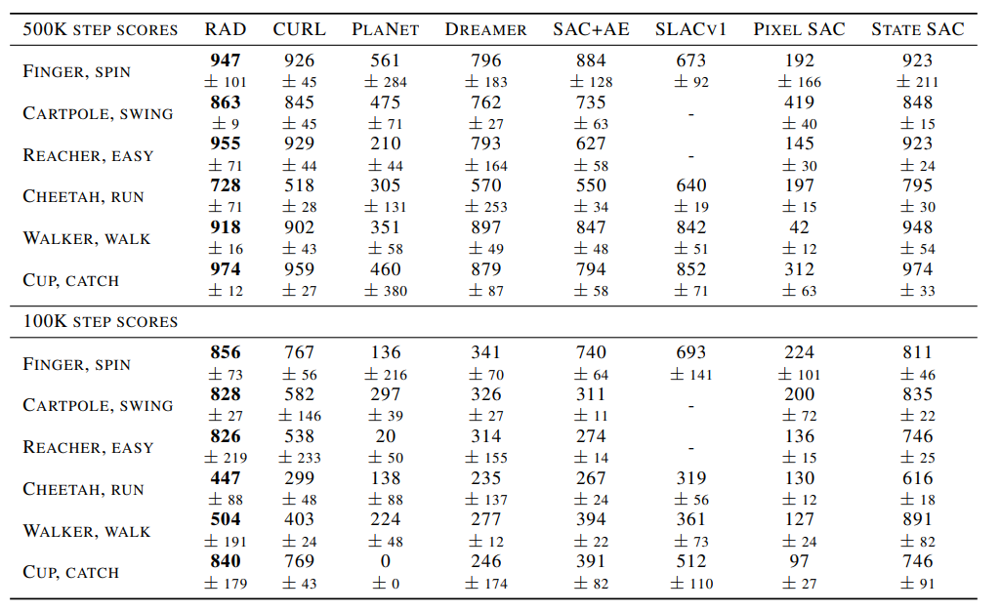 500K STEP SCORES RAD CURL PLANET DREAMER SAC+AE SLACV1 PIXEL SAC STATE SAC
FINGER, SPIN 947 926 561 796 884 673 192 923
± 101 ± 45 ± 284 ± 183 ± 128 ± 92 ± 166 ± 211
CARTPOLE, SWING 863 845 475 762 735 - 419 848
± 9 ± 45 ± 71 ± 27 ± 63 ± 40 ± 15
REACHER, EASY 955 929 210 793 627 - 145 923
± 71 ± 44 ± 44 ± 164 ± 58 ± 30 ± 24
CHEETAH, RUN 728 518 305 570 550 640 197 795
± 71 ± 28 ± 131 ± 253 ± 34 ± 19 ± 15 ± 30
WALKER, WALK 918 902 351 897 847 842 42 948
± 16 ± 43 ± 58 ± 49 ± 48 ± 51 ± 12 ± 54
CUP, CATCH 974 959 460 879 794 852 312 974
± 12 ± 27 ± 380 ± 87 ± 58 ± 71 ± 63 ± 33
100K STEP SCORES
FINGER, SPIN 856 767 136 341 740 693 224 811
± 73 ± 56 ± 216 ± 70 ± 64 ± 141 ± 101 ± 46
CARTPOLE, SWING 828 582 297 326 311 - 200 835
± 27 ± 146 ± 39 ± 27 ± 11 ± 72 ± 22
REACHER, EASY 826 538 20 314 274 - 136 746
± 219 ± 233 ± 50 ± 155 ± 14 ± 15 ± 25
CHEETAH, RUN 447 299 138 235 267 319 130 616
± 88 ± 48 ± 88 ± 137 ± 24 ± 56 ± 12 ± 18
WALKER, WALK 504 403 224 277 394 361 127 891
± 191 ± 24 ± 48 ± 12 ± 22 ± 73 ± 24 ± 82
CUP, CATCH 840 769 0 246 391 512 97 746
± 179 ± 43 ± 0 ± 174 ± 82 ± 110 ± 27 ± 91